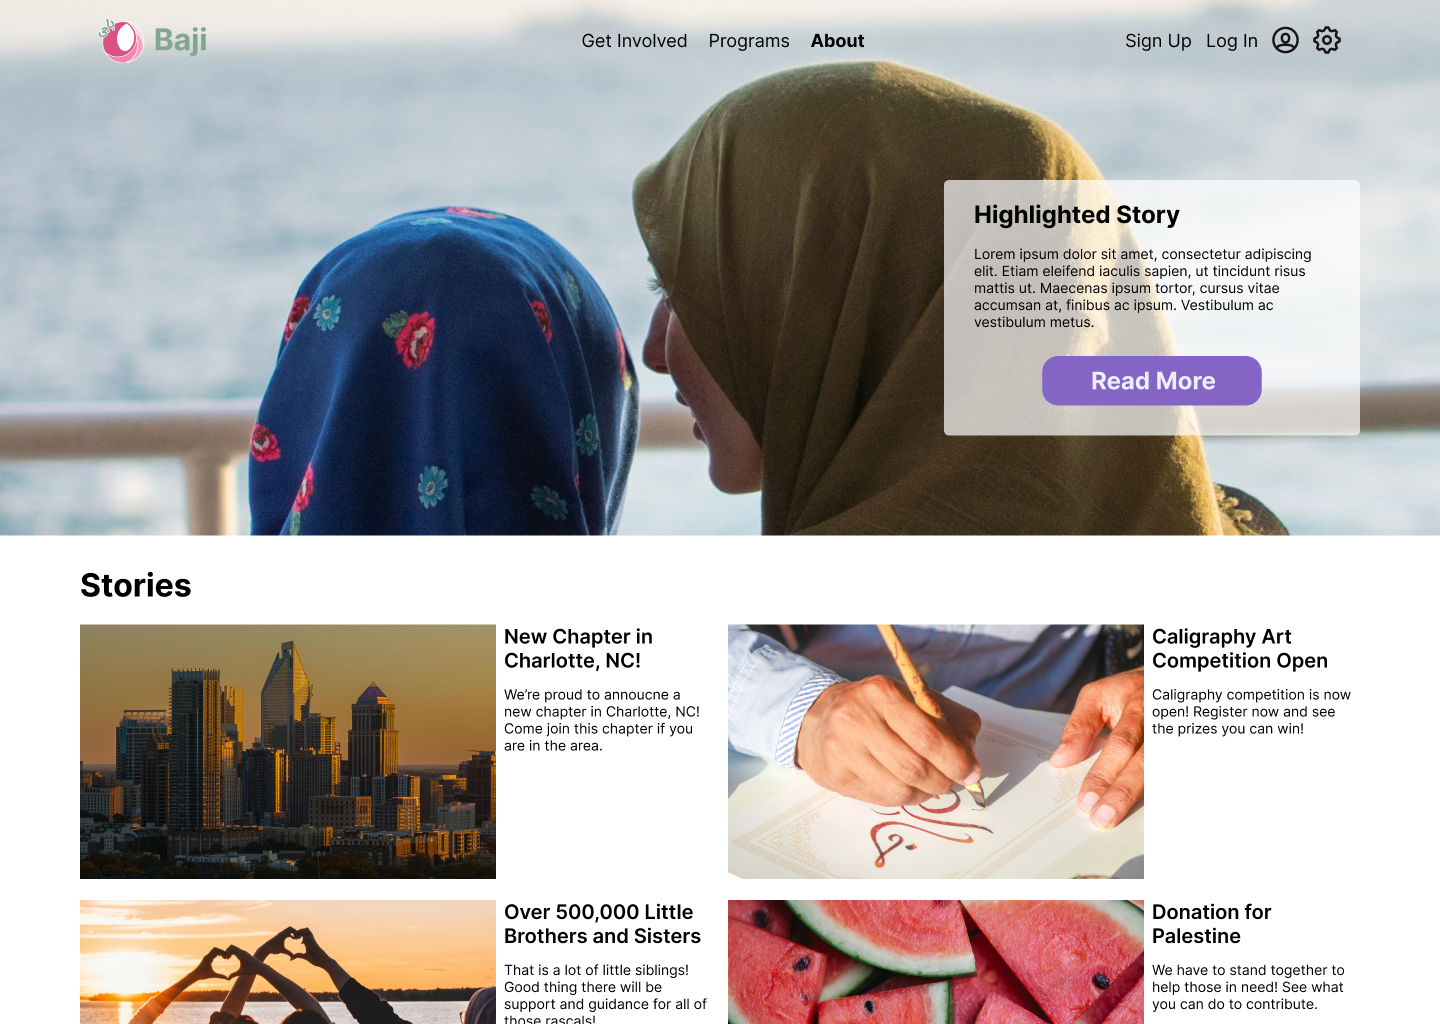 باجی
Baji
Get Involved
Programs
About
Sign Up
Log In
Highlighted Story
Lorem ipsum dolor sit amet, consectetur adipiscing
elit. Etiam eleifend iaculis sapien, ut tincidunt risus
mattis ut. Maecenas ipsum tortor, cursus vitae
accumsan at, finibus ac ipsum. Vestibulum ac
vestibulum metus.
Read More
Stories
New Chapter in
Charlotte, NC!
We’re proud to annoucne a
new chapter in Charlotte, NC!
Come join this chapter if you
are in the area.
Caligraphy Art
Competition Open
Caligraphy competition is now
open! Register now and see
the prizes you can win!
Over 500,000 Little
Brothers and Sisters
That is a lot of little siblings!
Good thing there will be
support and guidance for all of
those rascals!
Donation for
Palestine
We have to stand together to
help those in need! See what
you can do to contribute.